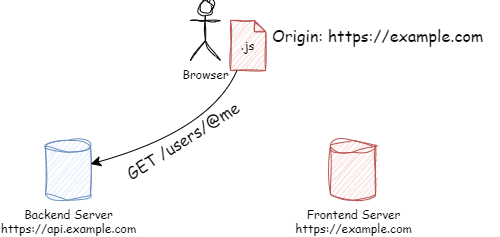 Origin: https://example.com
.js
Browser
GET /users/@me
Backend Server
https://api.example.com
Frontend Server
https://example.com